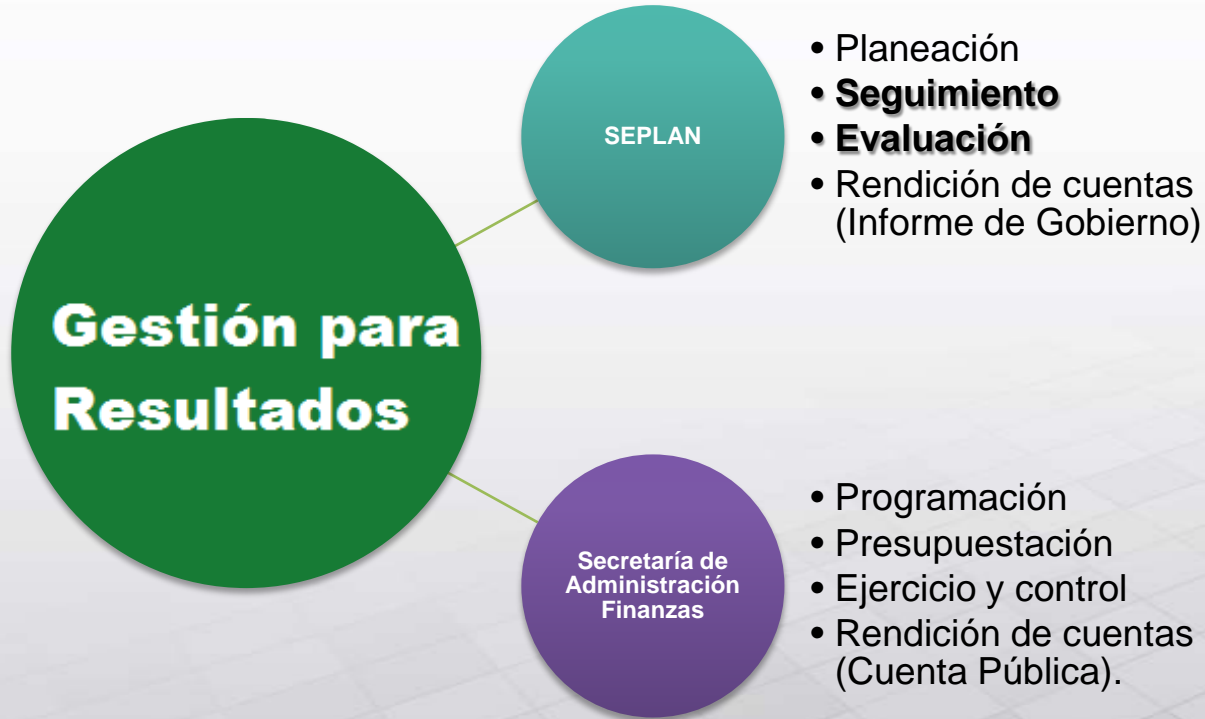 Gestión para
Resultados
SEPLAN
• Planeación
• Seguimiento
• Evaluación
• Rendición de cuentas
(Informe de Gobierno)
Secretaría de
Administración
Finanzas
• Programación
• Presupuestación
• Ejercicio y control
• Rendición de cuentas
(Cuenta Pública).